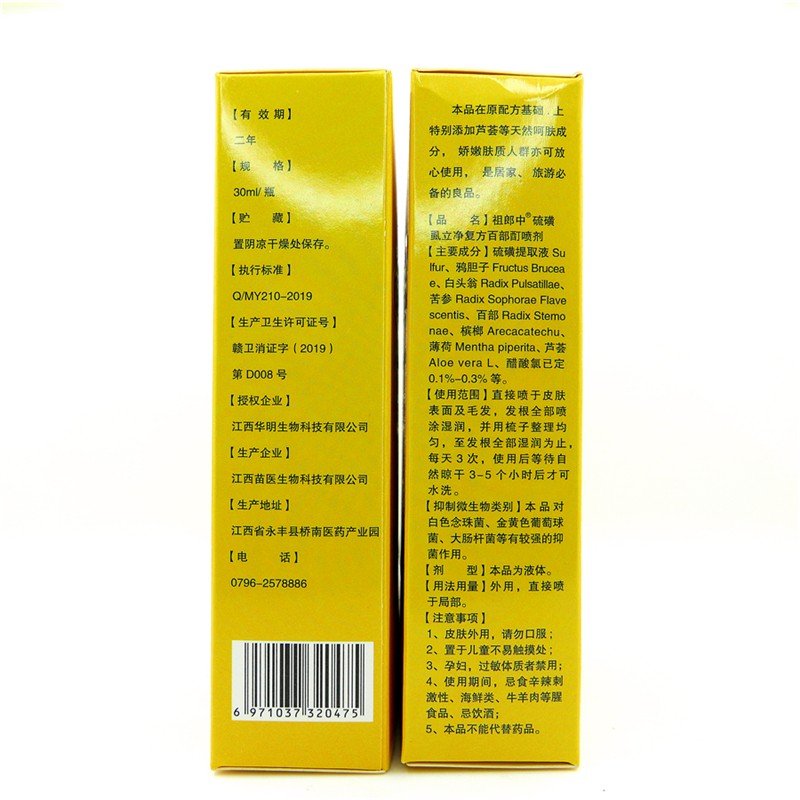 【有效期】
二年
【规 格】
30ml/瓶
【贮 藏】
置阴凉干燥处保存。
【执行标准】
Q/MY210-2019
【生产卫生许可证号】
赣卫消证字（2019）
第 D008 号
【授权企业】
江西华明生物科技有限公司
【生产企业】
江西苗医生物科技有限公司
【生产地址】
江西省永丰县桥南医药产业园
【电 话】
0796-2578886
6 971037 320475
本品在原配方基础.上
特别添加芦荟等天然呵肤成
分，娇嫩肤质人群亦可放
心使用，是居家、旅游必
备的良品。
【品 名】祖郎中®硫磺
虱立净复方百部酊喷剂
【主要成分】硫磺提取液 Su
lfur、鸦胆子 Fructus Brucea
e、白头翁 Radix Pulsatillae、
苦参 Radix Sophorae Flave
scentis、百部 Radix Stemo
nae、槟榔 Arecacatechu、
薄荷 Mentha piperita、芦荟
Aloe vera L、醋酸氯已定
0.1%-0.3% 等。
【使用范围】直接喷于皮肤
表面及毛发，发根全部喷
涂湿润，并用梳子整理均
匀，至发根全部湿润为止，
每天 3 次，使用后等待自
然晾干 3-5 个小时后才可
水洗。
【抑制微生物类别】本品对
白色念珠菌、金黄色葡萄球
菌、大肠杆菌等有较强的抑
菌作用。
【剂 型】本品为液体。
【用法用量】外用，直接喷
于局部。
【注意事项】
1、皮肤外用，请勿口服；
2、置于儿童不易触摸处；
3、孕妇，过敏体质者禁用；
4、使用期间，忌食辛辣刺
激性、海鲜类、牛羊肉等腥
食品、忌饮酒；
5、本品不能代替药品。